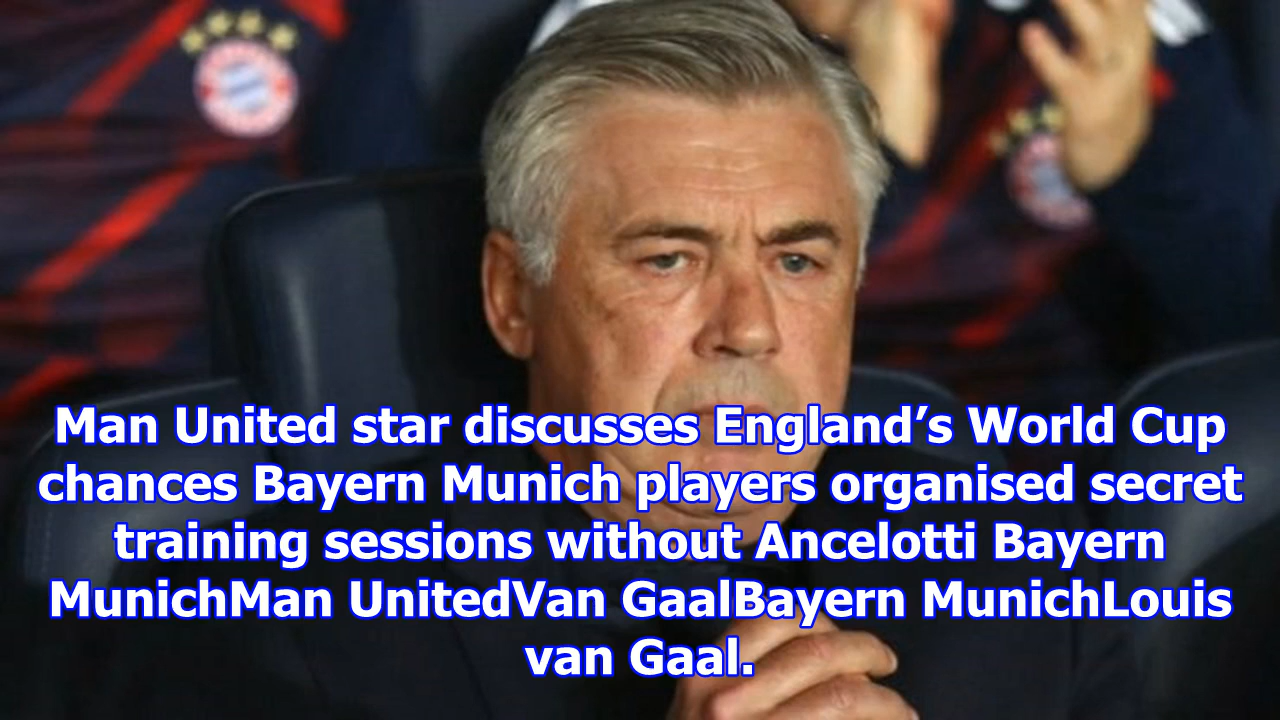 Man United star discusses England’s World Cup
chances Bayern Munich players organised secret
training sessions without Ancelotti Bayern
MunichMan UnitedVan GaalBayern MunichLouis
van Gaal.